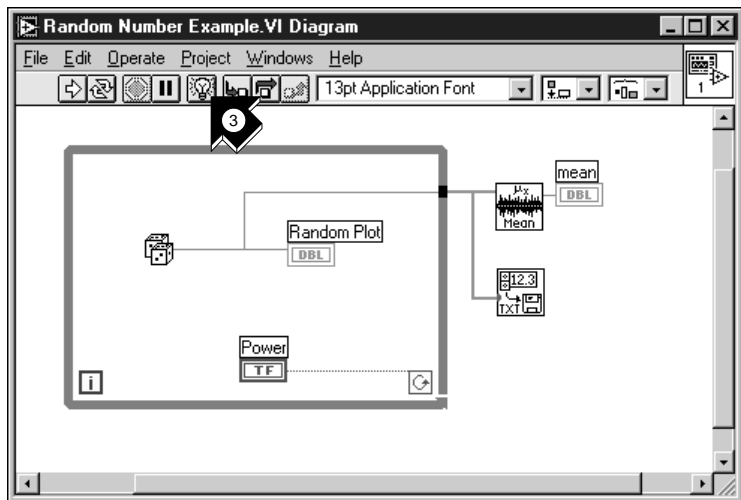 Random Number Example.VI Diagram
File Edit Operate Project Windows Help
13pt Application Font
1
3
mean
DBL
µx
Mean
Random Plot
DBL
12.3
TXT
Power
TF
i